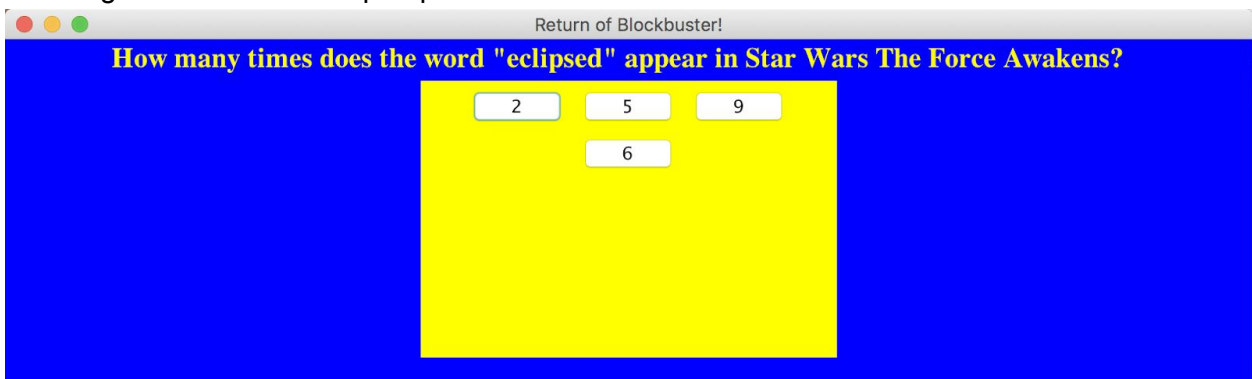 Return of Blockbuster!
How many times does the word "eclipsed" appear in Star Wars The Force Awakens?
2 5 9
6